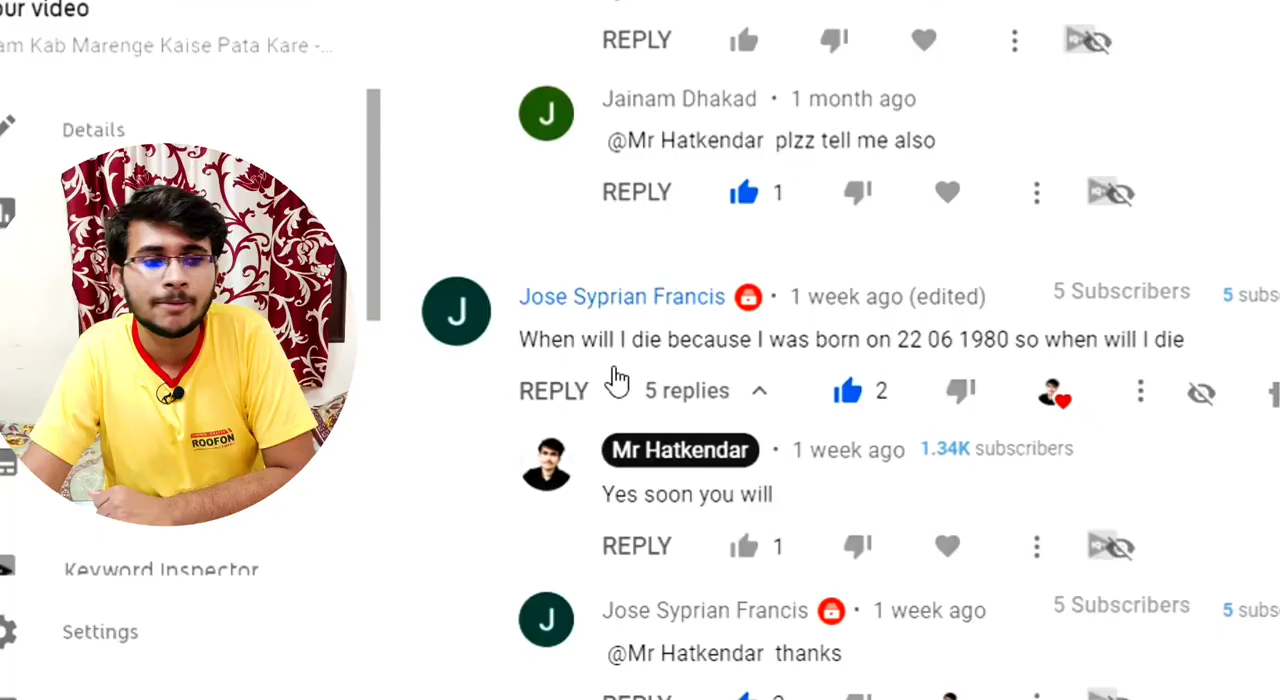 our video
am Kab Marenge Kaise Pata Kare -...
REPLY
Jainam Dhakad • 1 month ago
@Mr Hatkendar plzz tell me also
Details
REPLY 1
Jose Syprian Francis • 1 week ago (edited) 5 Subscribers 5 subs
When will I die because I was born on 22 06 1980 so when will I die
REPLY 5 replies 2
ROOFON
Mr Hatkendar • 1 week ago 1.34K subscribers
Yes soon you will
REPLY 1
Keyword Inspector
Jose Syprian Francis • 1 week ago 5 Subscribers 5 subs
Settings
@Mr Hatkendar thanks
REPLY